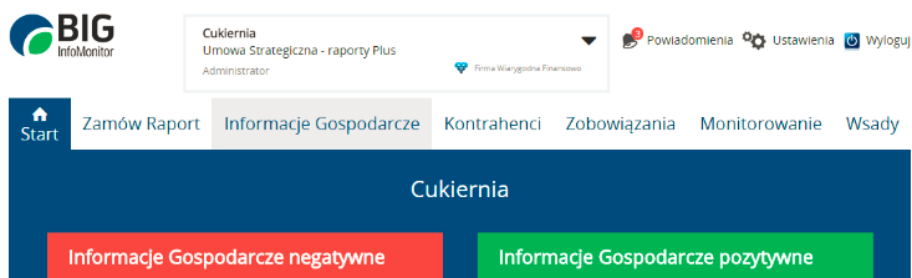 BIG
InfoMonitor
Cukiernia
Umowa Strategiczna - raporty Plus
Administrator
Firma Wiarygodna Finansowo
3
Powiadomienia
Ustawienia
Wyloguj
Start
Zamów Raport
Informacje Gospodarcze
Kontrahenci
Zobowiązania
Monitorowanie
Wsady
Cukiernia
Informacje Gospodarcze negatywne
Informacje Gospodarcze pozytywne